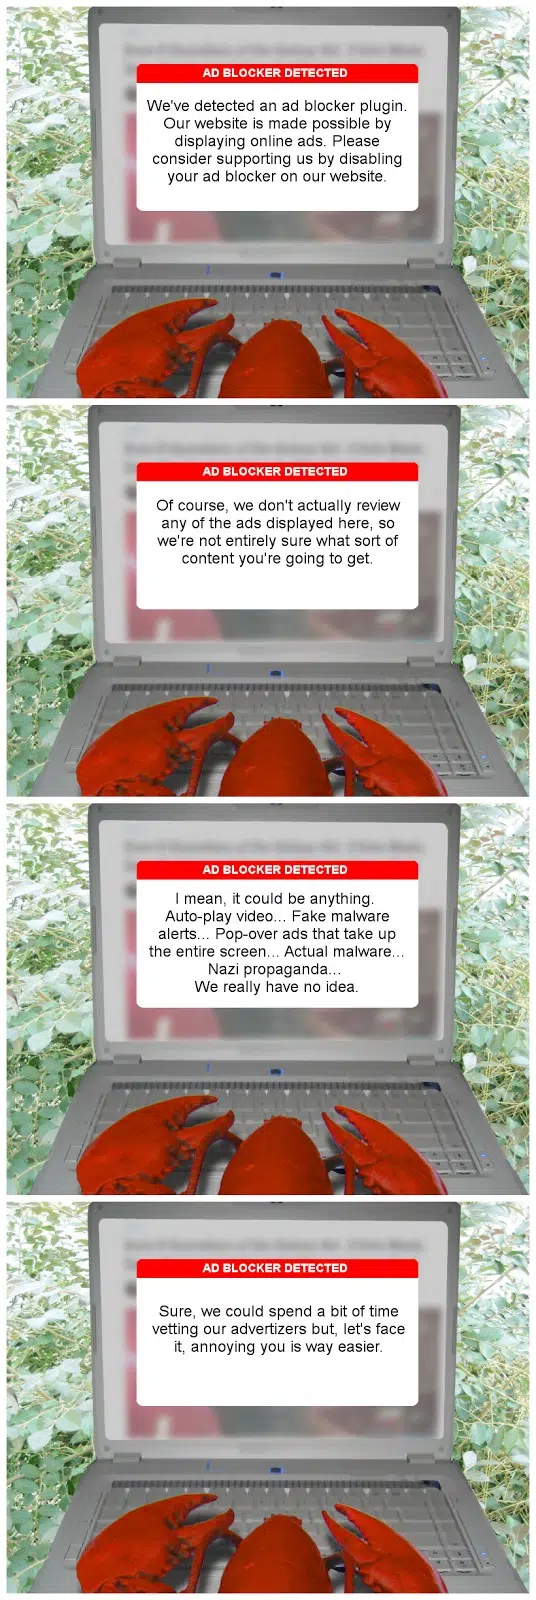 AD BLOCKER DETECTED
We've detected an ad blocker plugin.
Our website is made possible by
displaying online ads. Please
consider supporting us by disabling
your ad blocker on our website.
AD BLOCKER DETECTED
Of course, we don't actually review
any of the ads displayed here, so
we're not entirely sure what sort of
content you're going to get.
AD BLOCKER DETECTED
I mean, it could be anything.
Auto-play video... Fake malware
alerts... Pop-over ads that take up
the entire screen... Actual malware...
Nazi propaganda...
We really have no idea.
AD BLOCKER DETECTED
Sure, we could spend a bit of time
vetting our advertizers but, let's face
it, annoying you is way easier.